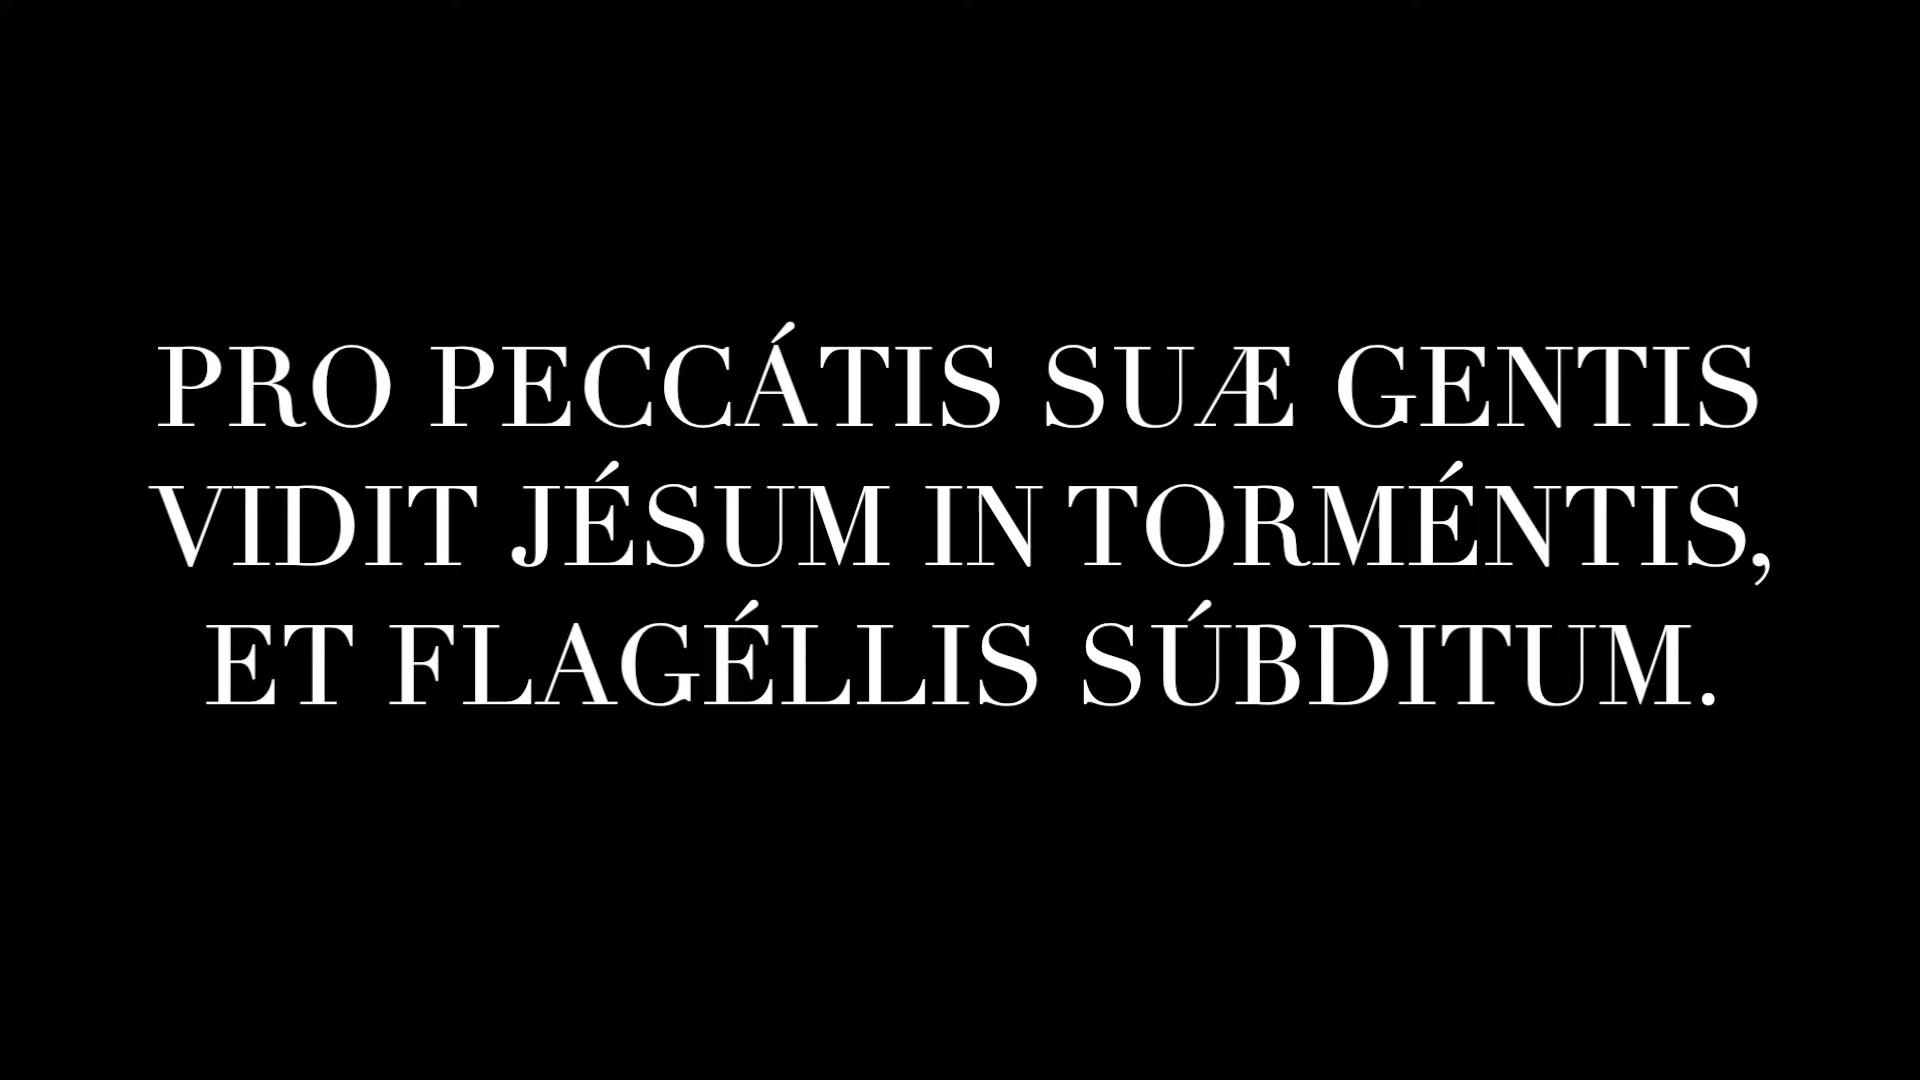 PRO PECCÁTIS SUÆ GENTIS
VIDIT JÉSUM IN TORMÉNTIS,
ET FLAGÉLLIS SÚBDITUM.